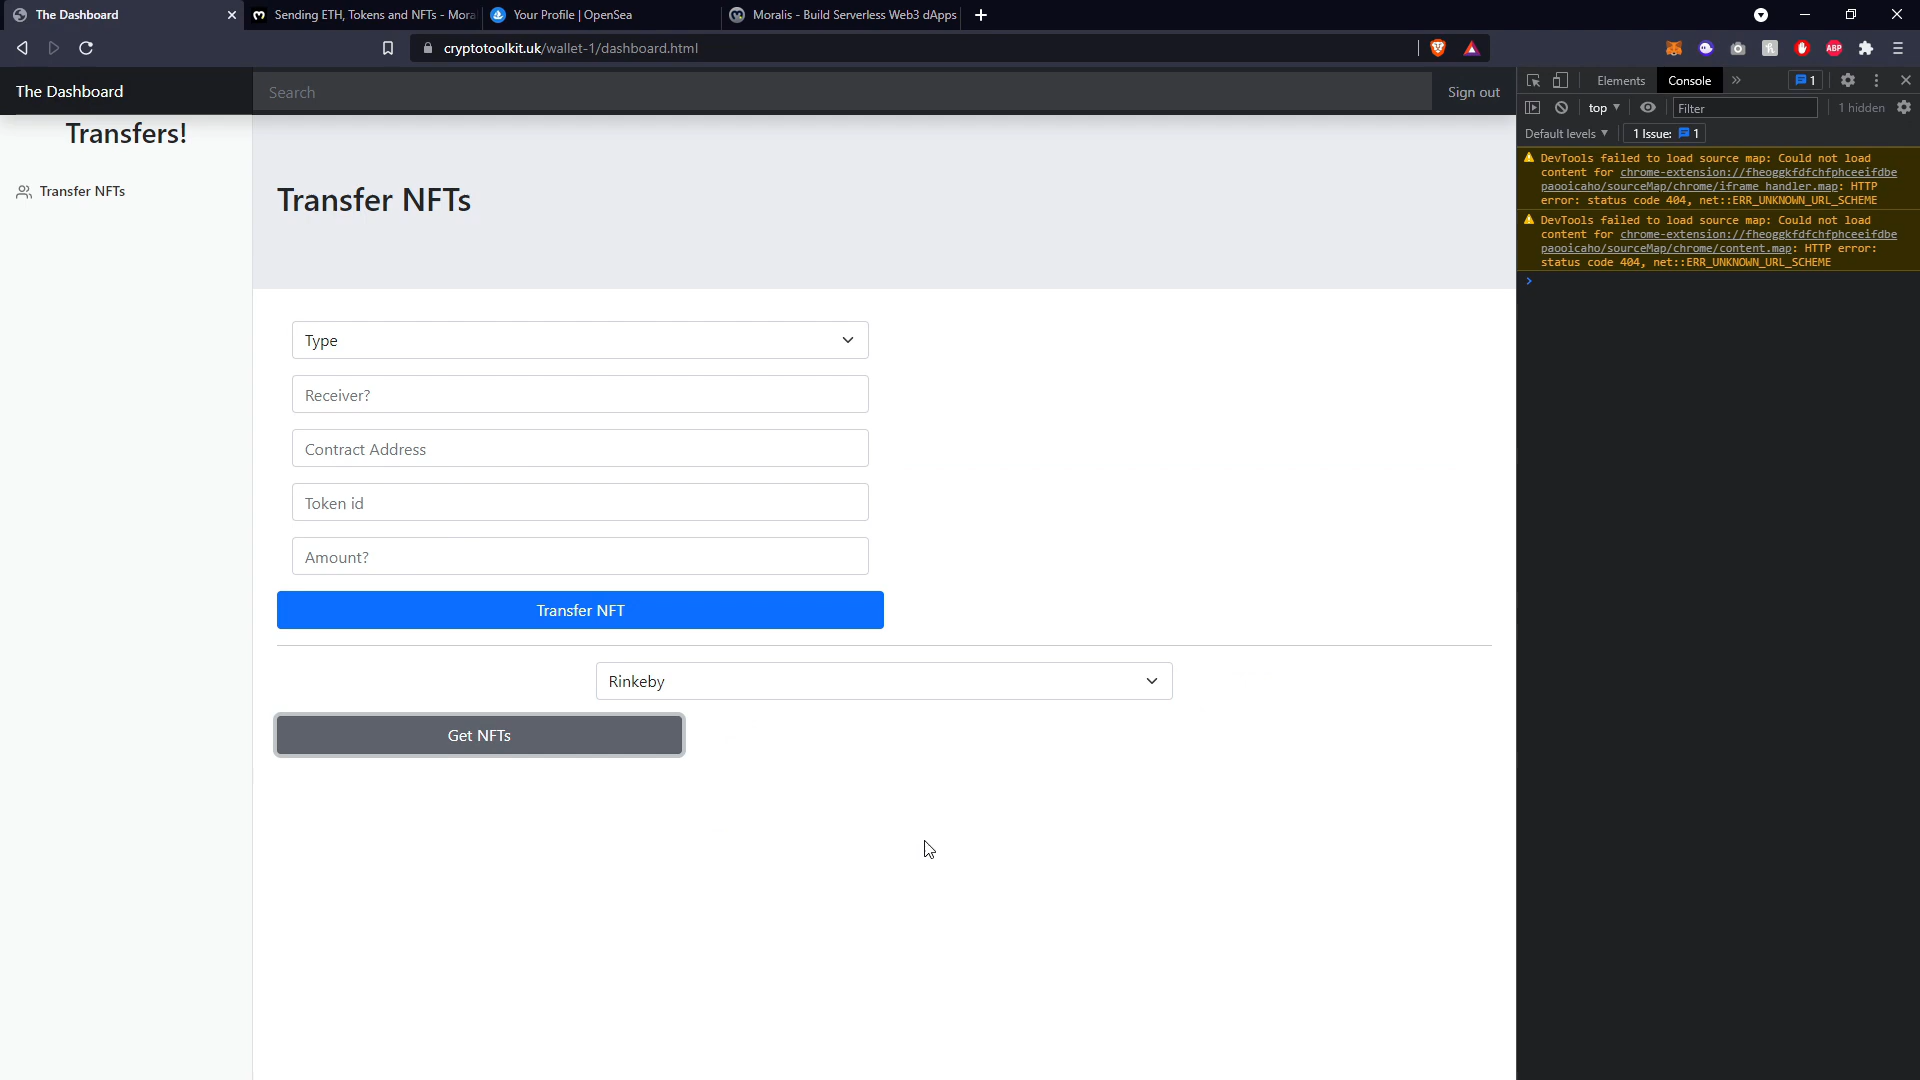 The Dashboard
Sending ETH, Tokens and NFTs - Mora
Your Profile | OpenSea
Moralis - Build Serverless Web3 dApps
cryptotoolkit.uk/wallet-1/dashboard.html
The Dashboard
Search
Sign out
Transfers!
Transfer NFTs
Transfer NFTs
Type
Receiver?
Contract Address
Token id
Amount?
Transfer NFT
Rinkeby
Get NFTs
Elements
Console
1
top
Filter
1 hidden
Default levels
1 Issue: 1
DevTools failed to load source map: Could not load
content for chrome-extension://fheoggkfdfchfphceeifdbe
paooicaho/sourceMap/chrome/iframe_handler.map: HTTP
error: status code 404, net::ERR_UNKNOWN_URL_SCHEME
DevTools failed to load source map: Could not load
content for chrome-extension://fheoggkfdfchfphceeifdbe
paooicaho/sourceMap/chrome/content.map: HTTP error:
status code 404, net::ERR_UNKNOWN_URL_SCHEME
ABP